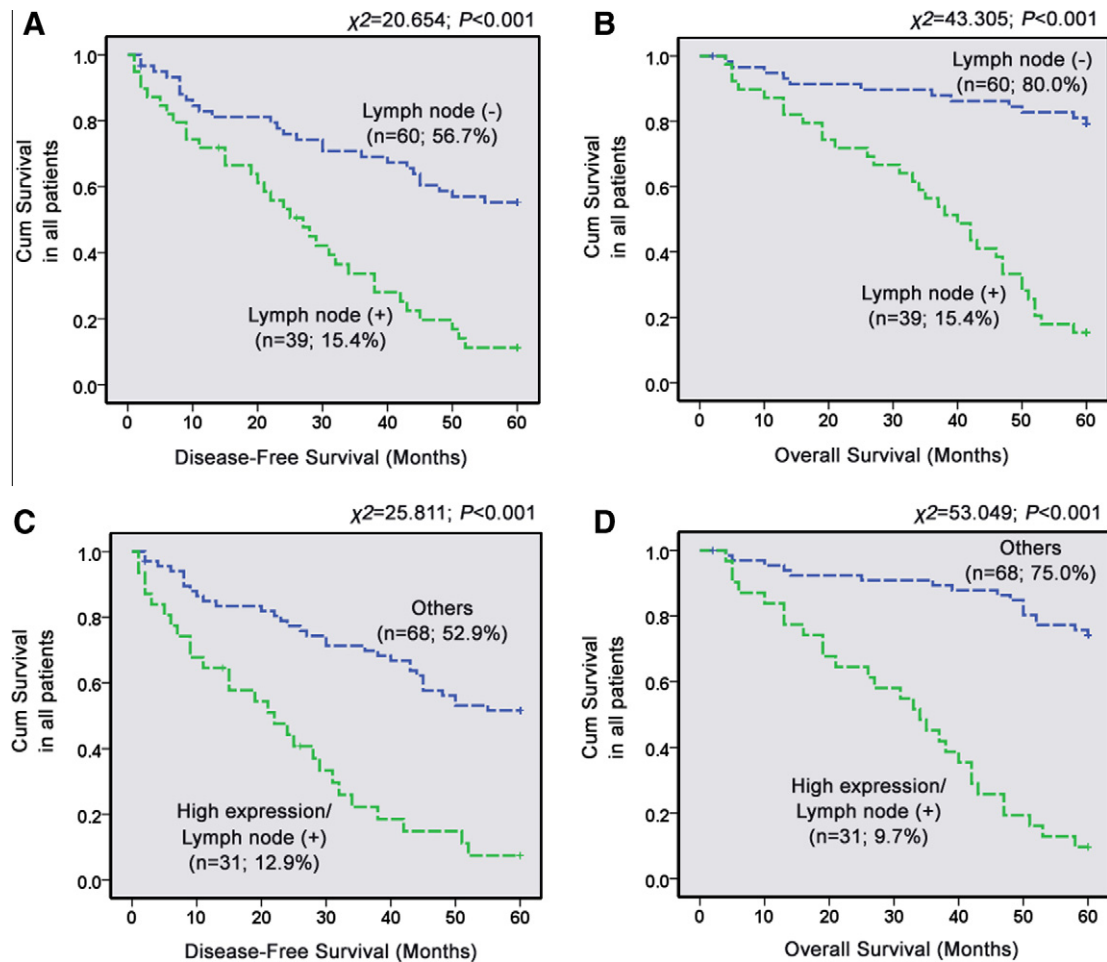 A
χ2=20.654; P<0.001
1.0
0.8
0.6
0.4
0.2
0.0
Cum Survival
in all patients
Lymph node (-)
(n=60; 56.7%)
Lymph node (+)
(n=39; 15.4%)
0 10 20 30 40 50 60
Disease-Free Survival (Months)
B
χ2=43.305; P<0.001
1.0
0.8
0.6
0.4
0.2
0.0
Cum Survival
in all patients
Lymph node (-)
(n=60; 80.0%)
Lymph node (+)
(n=39; 15.4%)
0 10 20 30 40 50 60
Overall Survival (Months)
C
χ2=25.811; P<0.001
1.0
0.8
0.6
0.4
0.2
0.0
Cum Survival
in all patients
Others
(n=68; 52.9%)
High expression/
Lymph node (+)
(n=31; 12.9%)
0 10 20 30 40 50 60
Disease-Free Survival (Months)
D
χ2=53.049; P<0.001
1.0
0.8
0.6
0.4
0.2
0.0
Cum Survival
in all patients
Others
(n=68; 75.0%)
High expression/
Lymph node (+)
(n=31; 9.7%)
0 10 20 30 40 50 60
Overall Survival (Months)